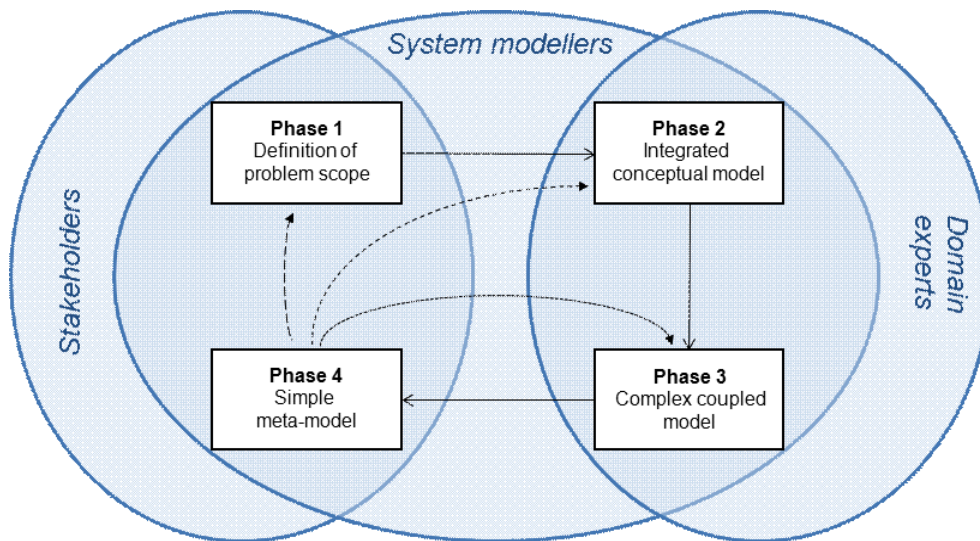 System modellers
Phase 1
Definition of
problem scope
Phase 2
Integrated
conceptual model
Stakeholders
Domain
experts
Phase 4
Simple
meta-model
Phase 3
Complex coupled
model